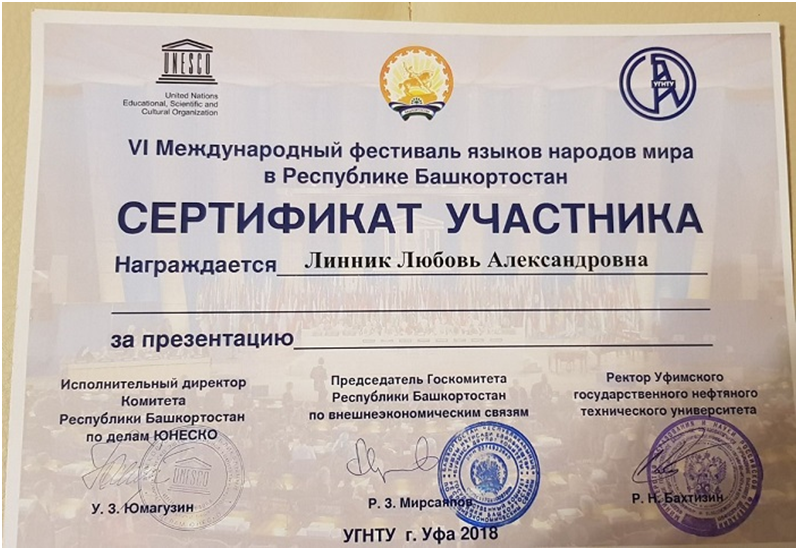 UNESCO
United Nations
Educational, Scientific and
Cultural Organization
УГНТУ
VI Международный фестиваль языков народов мира
в Республике Башкортостан
СЕРТИФИКАТ УЧАСТНИКА
Награждается Линник Любовь Александровна
за презентацию
Исполнительный директор
Комитета
Республики Башкортостан
по делам ЮНЕСКО
UNESCO
У. З. Юмагузин
Председатель Госкомитета
Республики Башкортостан
по внешнеэкономическим связям
Р. З. Мирсаяпов
Ректор Уфимского
государственного нефтяного
технического университета
Р. Н. Бахтизин
УГНТУ г. Уфа 2018